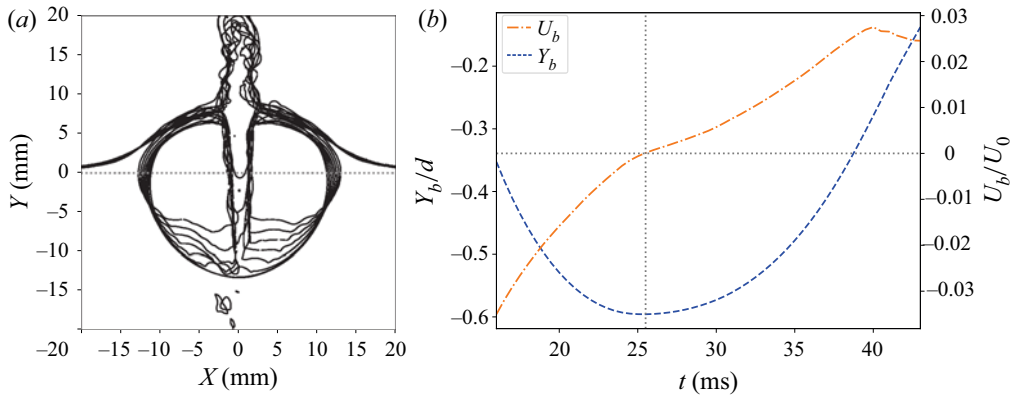 (a)
20
15
10
5
0
–5
–10
–15
–20
Y (mm)
–20 –15 –10 –5 0 5 10 15 20
X (mm)
(b)
U_b
Y_b
–0.2
–0.3
–0.4
–0.5
–0.6
Y_b/d
0.03
0.02
0.01
0
–0.01
–0.02
–0.03
U_b/U_0
20 25 30 35 40
t (ms)